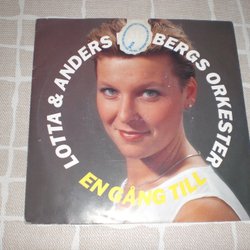 LOTTA & ANDERS BERGS ORKESTER
EN GÅNG TILL